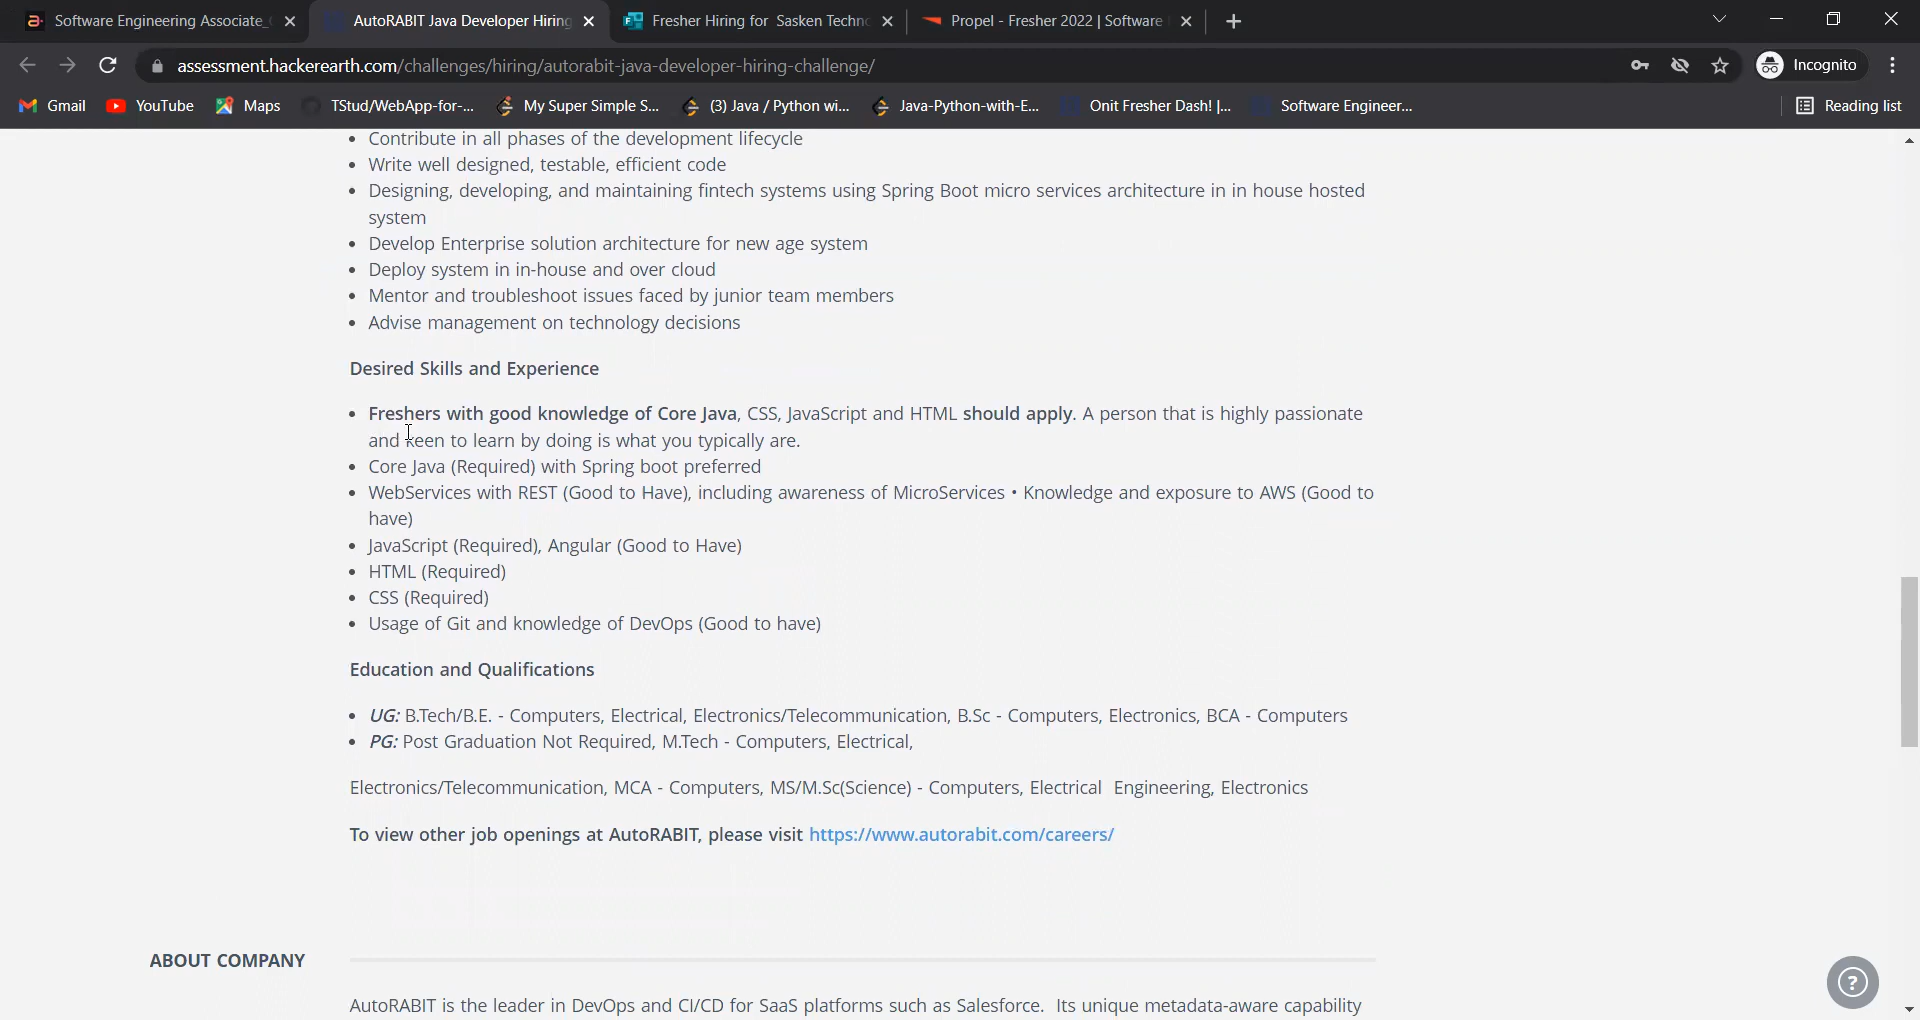 Software Engineering Associate_
AutoRABIT Java Developer Hiring
Fresher Hiring for Sasken Techno
Propel - Fresher 2022 | Software
assessment.hackerearth.com/challenges/hiring/autorabit-java-developer-hiring-challenge/
Incognito
Gmail
YouTube
Maps
TStud/WebApp-for-...
My Super Simple S...
(3) Java / Python wi...
Java-Python-with-E...
Onit Fresher Dash! |...
Software Engineer...
Reading list
• Contribute in all phases of the development lifecycle
• Write well designed, testable, efficient code
• Designing, developing, and maintaining fintech systems using Spring Boot micro services architecture in in house hosted
system
• Develop Enterprise solution architecture for new age system
• Deploy system in in-house and over cloud
• Mentor and troubleshoot issues faced by junior team members
• Advise management on technology decisions
Desired Skills and Experience
• Freshers with good knowledge of Core Java, CSS, JavaScript and HTML should apply. A person that is highly passionate
and keen to learn by doing is what you typically are.
• Core Java (Required) with Spring boot preferred
• WebServices with REST (Good to Have), including awareness of MicroServices • Knowledge and exposure to AWS (Good to
have)
• JavaScript (Required), Angular (Good to Have)
• HTML (Required)
• CSS (Required)
• Usage of Git and knowledge of DevOps (Good to have)
Education and Qualifications
• UG: B.Tech/B.E. - Computers, Electrical, Electronics/Telecommunication, B.Sc - Computers, Electronics, BCA - Computers
• PG: Post Graduation Not Required, M.Tech - Computers, Electrical,
Electronics/Telecommunication, MCA - Computers, MS/M.Sc(Science) - Computers, Electrical Engineering, Electronics
To view other job openings at AutoRABIT, please visit https://www.autorabit.com/careers/
ABOUT COMPANY
AutoRABIT is the leader in DevOps and CI/CD for SaaS platforms such as Salesforce. Its unique metadata-aware capability